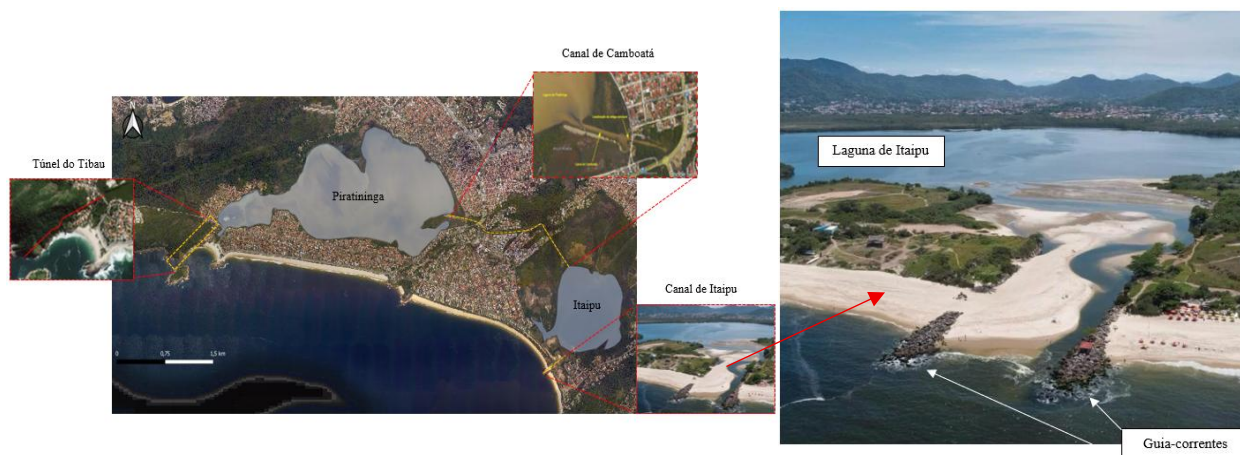 Canal de Camboatá
Túnel do Tibau
N
Piratininga
Itaipu
Canal de Itaipu
0 0,75 1,5 km
Laguna de Itaipu
Guia-correntes